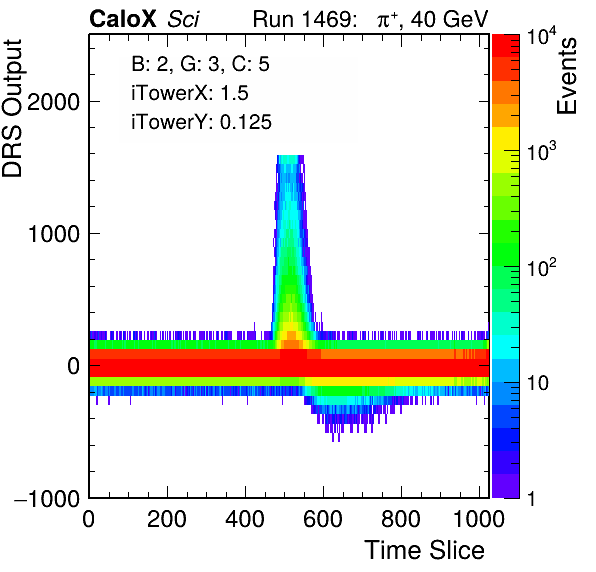 CaloX Sci Run 1469: π⁺, 40 GeV
B: 2, G: 3, C: 5
iTowerX: 1.5
iTowerY: 0.125
DRS Output
2000
1000
0
−1000
0 200 400 600 800 1000
Time Slice
Events
10⁴
10³
10²
10
1